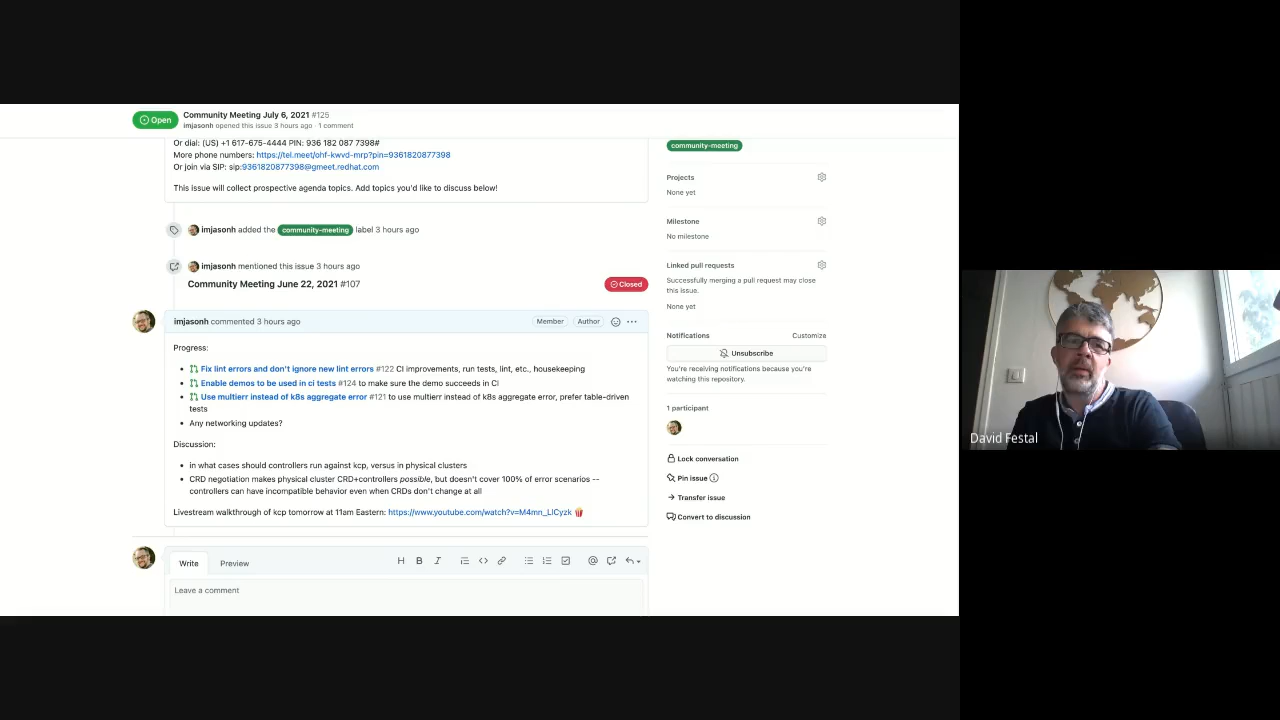 Open
Community Meeting July 6, 2021 #125
imjasonh opened this issue 3 hours ago · 1 comment
Or dial: (US) +1 617-675-4444 PIN: 936 182 087 7398#
More phone numbers: https://tel.meet/ohf-kwvd-mrp?pin=9361820877398
Or join via SIP: sip:9361820877398@gmeet.redhat.com
This issue will collect prospective agenda topics. Add topics you'd like to discuss below!
imjasonh added the community-meeting label 3 hours ago
imjasonh mentioned this issue 3 hours ago
Community Meeting June 22, 2021 #107
Closed
imjasonh commented 3 hours ago
Member
Author
Progress:
Fix lint errors and don't ignore new lint errors #122 CI improvements, run tests, lint, etc., housekeeping
Enable demos to be used in ci tests #124 to make sure the demo succeeds in CI
Use multierr instead of k8s aggregate error #121 to use multierr instead of k8s aggregate error, prefer table-driven
tests
Any networking updates?
Discussion:
in what cases should controllers run against kcp, versus in physical clusters
CRD negotiation makes physical cluster CRD+controllers possible, but doesn't cover 100% of error scenarios --
controllers can have incompatible behavior even when CRDs don't change at all
Livestream walkthrough of kcp tomorrow at 11am Eastern: https://www.youtube.com/watch?v=M4mn_LlCyzk
Write
Preview
H B I
Leave a comment
community-meeting
Projects
None yet
Milestone
No milestone
Linked pull requests
Successfully merging a pull request may close
this issue.
None yet
Notifications
Customize
Unsubscribe
You're receiving notifications because you're
watching this repository.
1 participant
Lock conversation
Pin issue
Transfer issue
Convert to discussion
David Festal